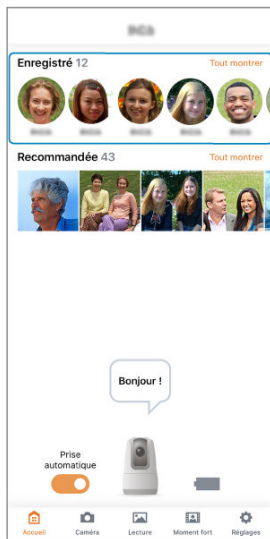 Enregistré 12 Tout montrer
Recommandée 43 Tout montrer
Bonjour !
Prise
automatique
Accueil Caméra Lecture Moment fort Réglages